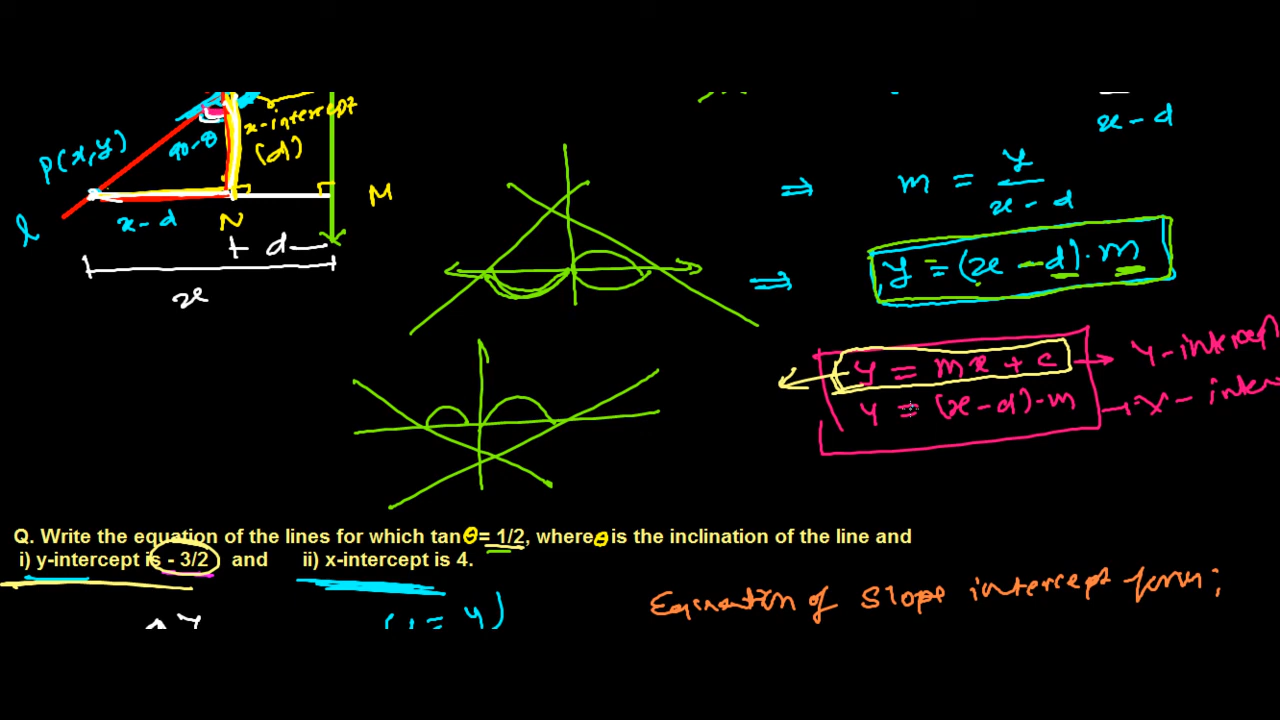 x-intercept
(d)
90-θ
P(x,y)
M
l
x-d
N
d
x
x-d
⇒ m = y/(x-d)
⇒ y = (x-d)·m
y = mx + c → Y-intercept
y = (x-d)·m → X-inter
Q. Write the equation of the lines for which tan θ = 1/2, where θ is the inclination of the line and
i) y-intercept is - 3/2 and ii) x-intercept is 4.
Equation of slope intercept form;